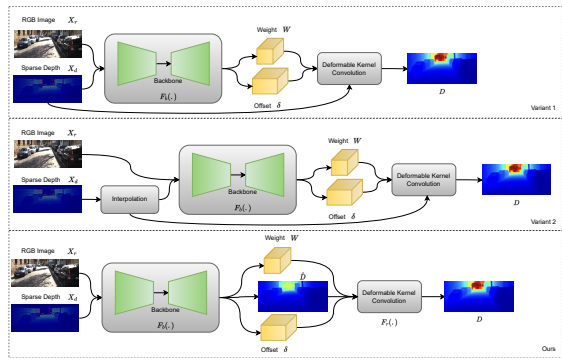 RGB Image X_r
Weight W
Sparse Depth X_d
Backbone
Deformable Kernel
Convolution
F_b(.)
Offset δ
D
Variant 1
RGB Image X_r
Weight W
Sparse Depth X_d
Interpolation
Backbone
Deformable Kernel
Convolution
F_b(.)
Offset δ
D
Variant 2
RGB Image X_r
Weight W
D̂
Sparse Depth X_d
Backbone
Deformable Kernel
Convolution
F_b(.)
F_r(.)
D
Offset δ
Ours